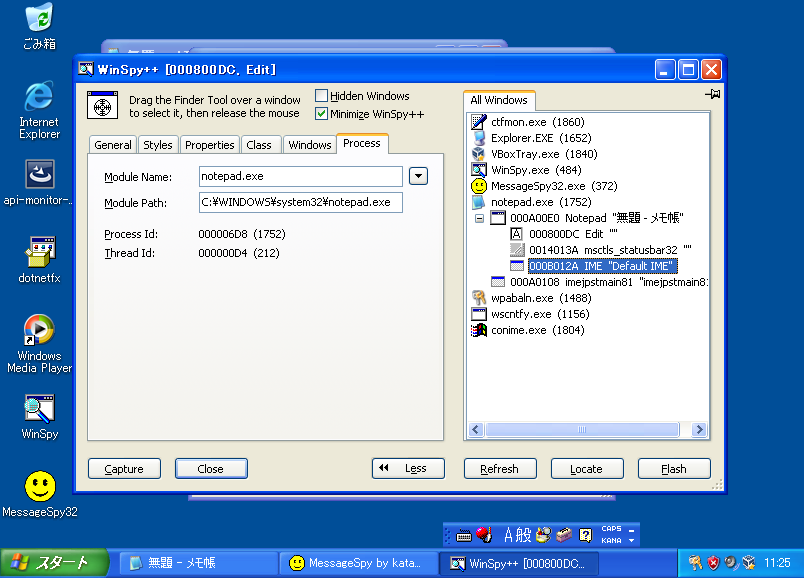 ごみ箱
Internet
Explorer
api-monitor-..
dotnetfx
Windows
Media Player
WinSpy
MessageSpy32
WinSpy++ [000800DC, Edit]
Drag the Finder Tool over a window
to select it, then release the mouse
Hidden Windows
Minimize WinSpy++
General
Styles
Properties
Class
Windows
Process
Module Name:
notepad.exe
Module Path:
C:¥WINDOWS¥system32¥notepad.exe
Process Id:
000006D8 (1752)
Thread Id:
000000D4 (212)
All Windows
ctfmon.exe (1860)
Explorer.EXE (1652)
VBoxTray.exe (1840)
WinSpy.exe (484)
MessageSpy32.exe (372)
notepad.exe (1752)
000A00E0 Notepad "無題 - メモ帳"
000800DC Edit ""
0014013A msctls_statusbar32 ""
000B012A IME "Default IME"
000A0108 imejpstmain81 "imejpstmain81
wpabaln.exe (1488)
wscntfy.exe (1156)
conime.exe (1804)
Capture
Close
Less
Refresh
Locate
Flash
A 般
CAPS
KANA
スタート
無題 - メモ帳
MessageSpy by kata...
WinSpy++ [000800DC...
11:25